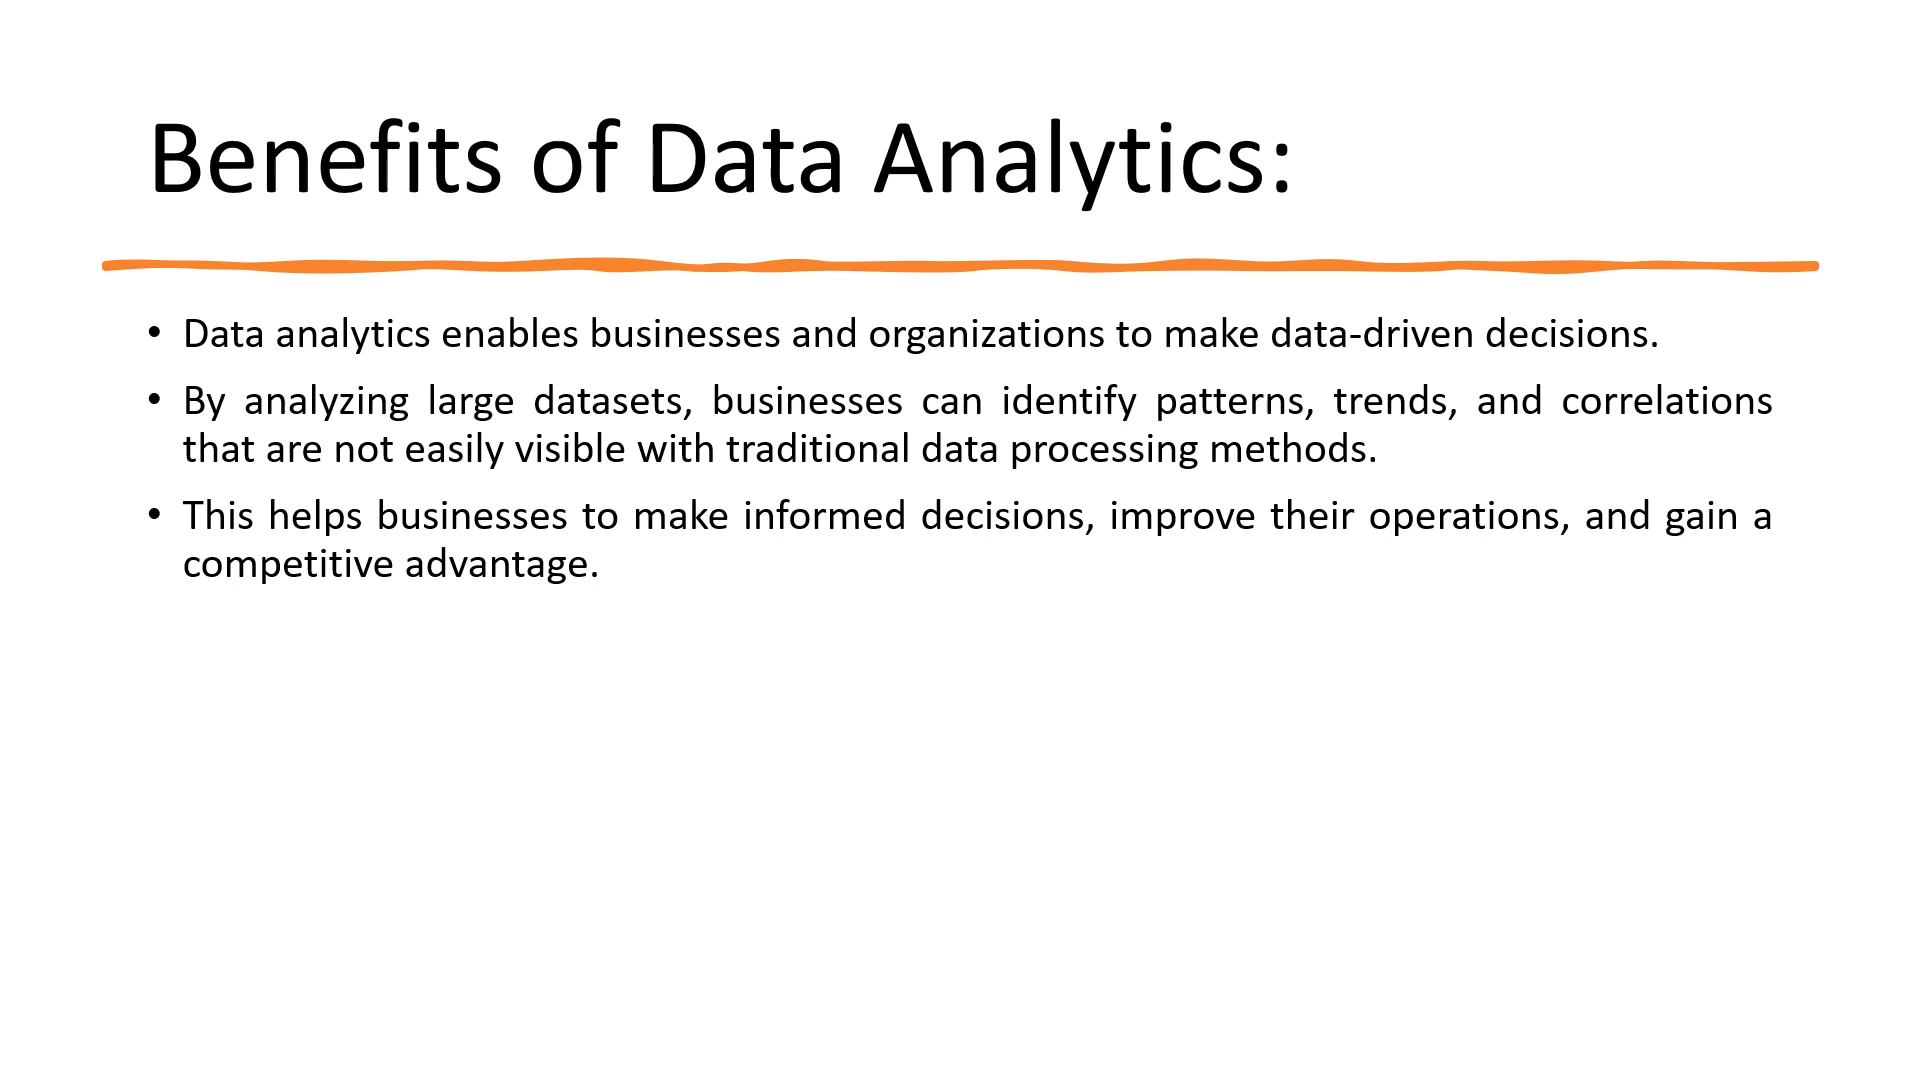 Benefits of Data Analytics:
• Data analytics enables businesses and organizations to make data-driven decisions.
• By analyzing large datasets, businesses can identify patterns, trends, and correlations
that are not easily visible with traditional data processing methods.
• This helps businesses to make informed decisions, improve their operations, and gain a
competitive advantage.